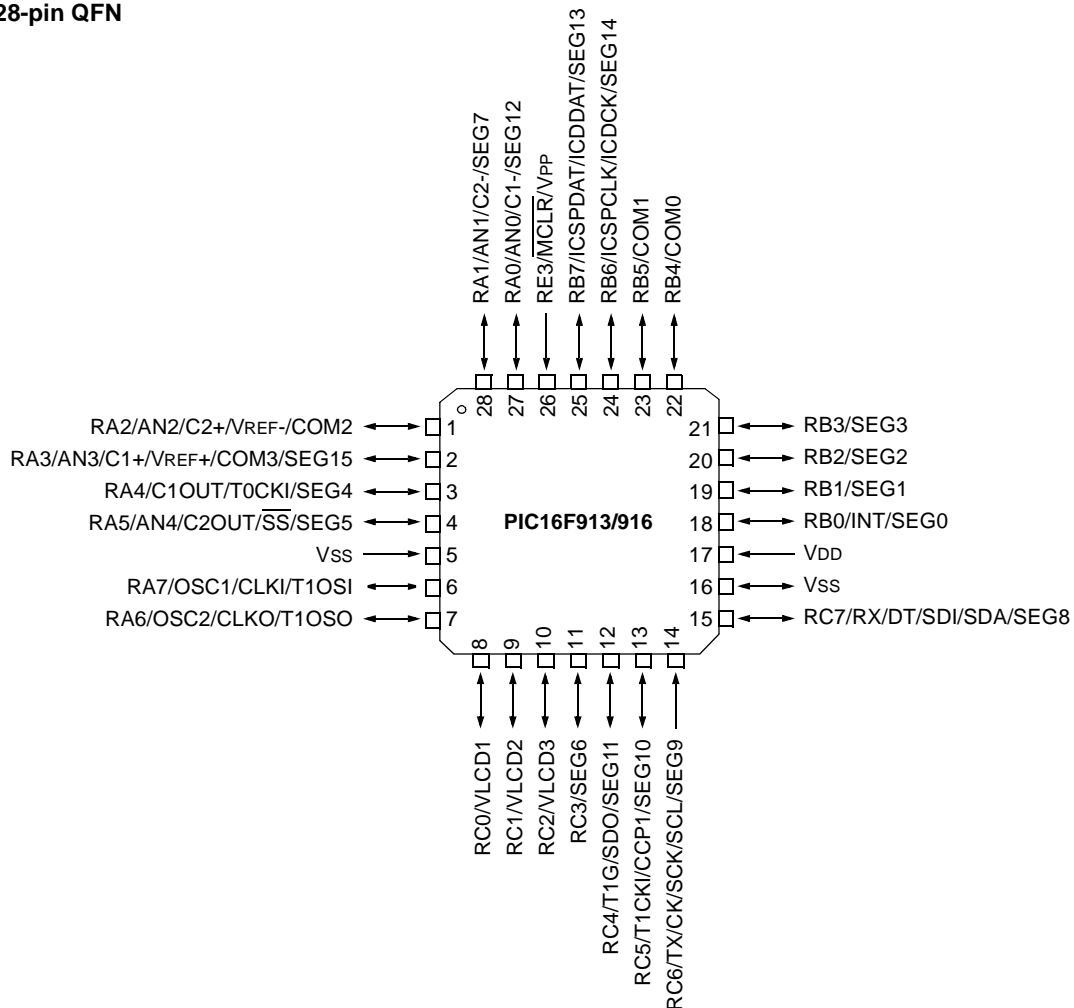 28-pin QFN
RA1/AN1/C2-/SEG7
RA0/AN0/C1-/SEG12
RE3/MCLR/VPP
RB7/ICSPDAT/ICDDAT/SEG13
RB6/ICSPCLK/ICDCK/SEG14
RB5/COM1
RB4/COM0
28
27
26
25
24
23
22
RA2/AN2/C2+/VREF-/COM2
1
RA3/AN3/C1+/VREF+/COM3/SEG15
2
RA4/C1OUT/T0CKI/SEG4
3
RA5/AN4/C2OUT/SS/SEG5
4
VSS
5
RA7/OSC1/CLKI/T1OSI
6
RA6/OSC2/CLKO/T1OSO
7
PIC16F913/916
21
RB3/SEG3
20
RB2/SEG2
19
RB1/SEG1
18
RB0/INT/SEG0
17
VDD
16
VSS
15
RC7/RX/DT/SDI/SDA/SEG8
8
9
10
11
12
13
14
RC0/VLCD1
RC1/VLCD2
RC2/VLCD3
RC3/SEG6
RC4/T1G/SDO/SEG11
RC5/T1CKI/CCP1/SEG10
RC6/TX/CK/SCK/SCL/SEG9